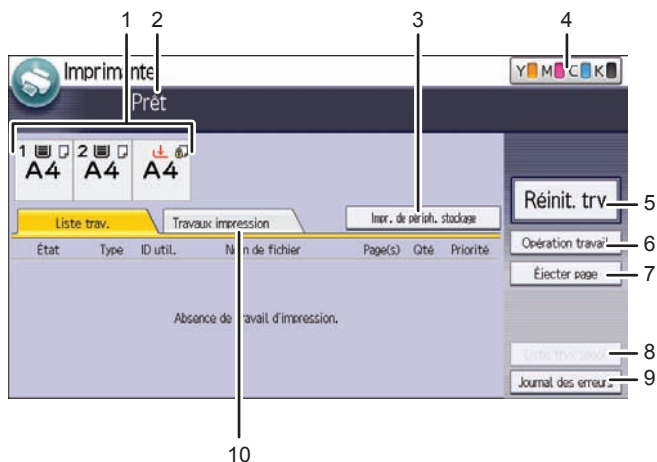 1 2 3 4
Imprimante
Y M C K
Prêt
1 2
A4 A4 A4
Réinit. trv
5
Liste trav. Travaux impression Impr. de périph. stockage
Opération travail 6
État Type ID util. Nom de fichier Page(s) Qté Priorité
Éjecter page 7
Absence de travail d'impression.
8
Journal des erreurs 9
10